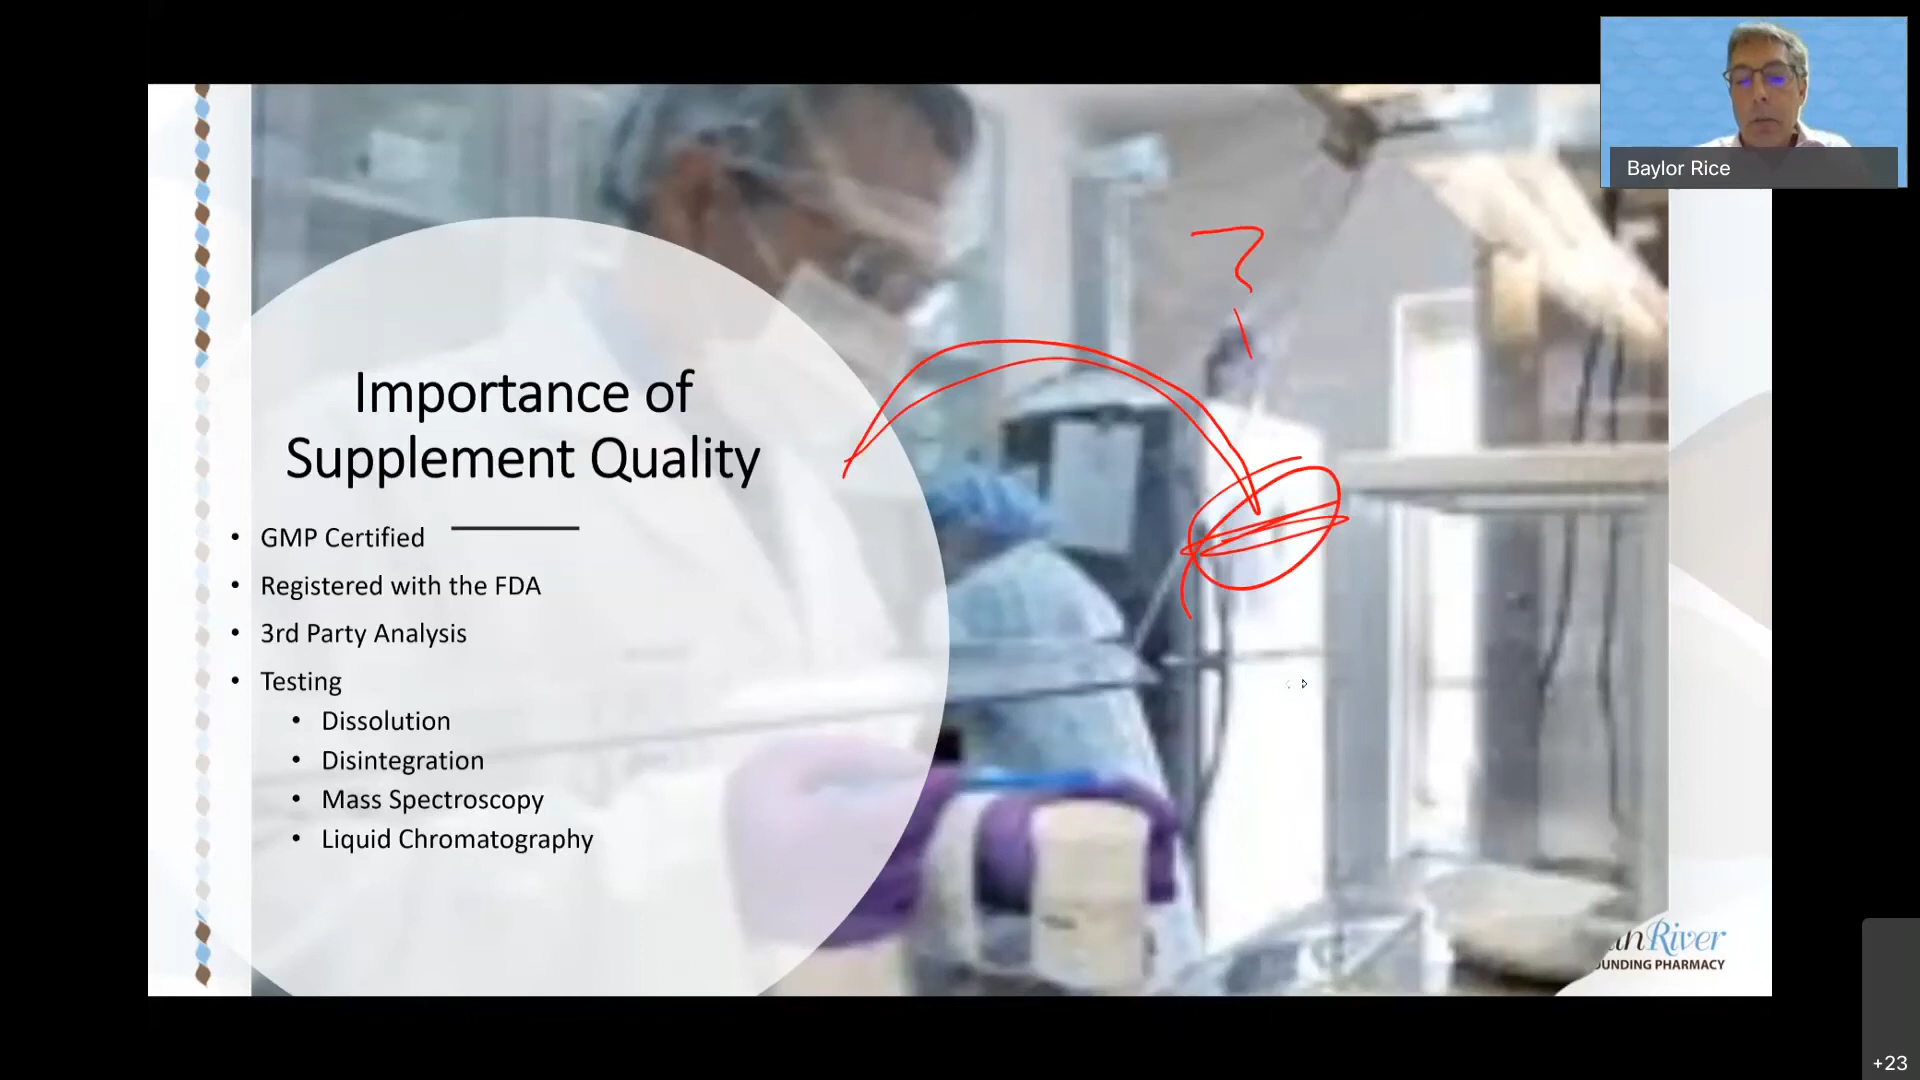 Baylor Rice
Importance of
Supplement Quality
• GMP Certified
• Registered with the FDA
• 3rd Party Analysis
• Testing
• Dissolution
• Disintegration
• Mass Spectroscopy
• Liquid Chromatography
?
River
PHARMACY
+23